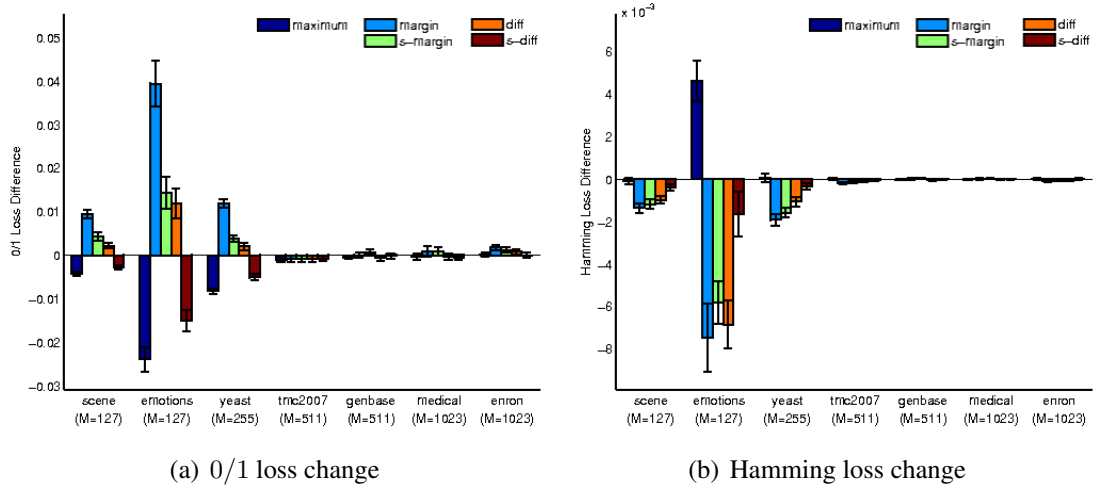 maximum margin diff
s-margin s-diff
0.05
0.04
0.03
0.02
0.01
0
−0.01
−0.02
−0.03
0/1 Loss Difference
scene emotions yeast tmc2007 genbase medical enron
(M=127) (M=127) (M=255) (M=511) (M=511) (M=1023) (M=1023)
(a) 0/1 loss change
x 10⁻³
maximum margin diff
s-margin s-diff
6
4
2
0
−2
−4
−6
−8
Hamming Loss Difference
scene emotions yeast tmc2007 genbase medical enron
(M=127) (M=127) (M=255) (M=511) (M=511) (M=1023) (M=1023)
(b) Hamming loss change